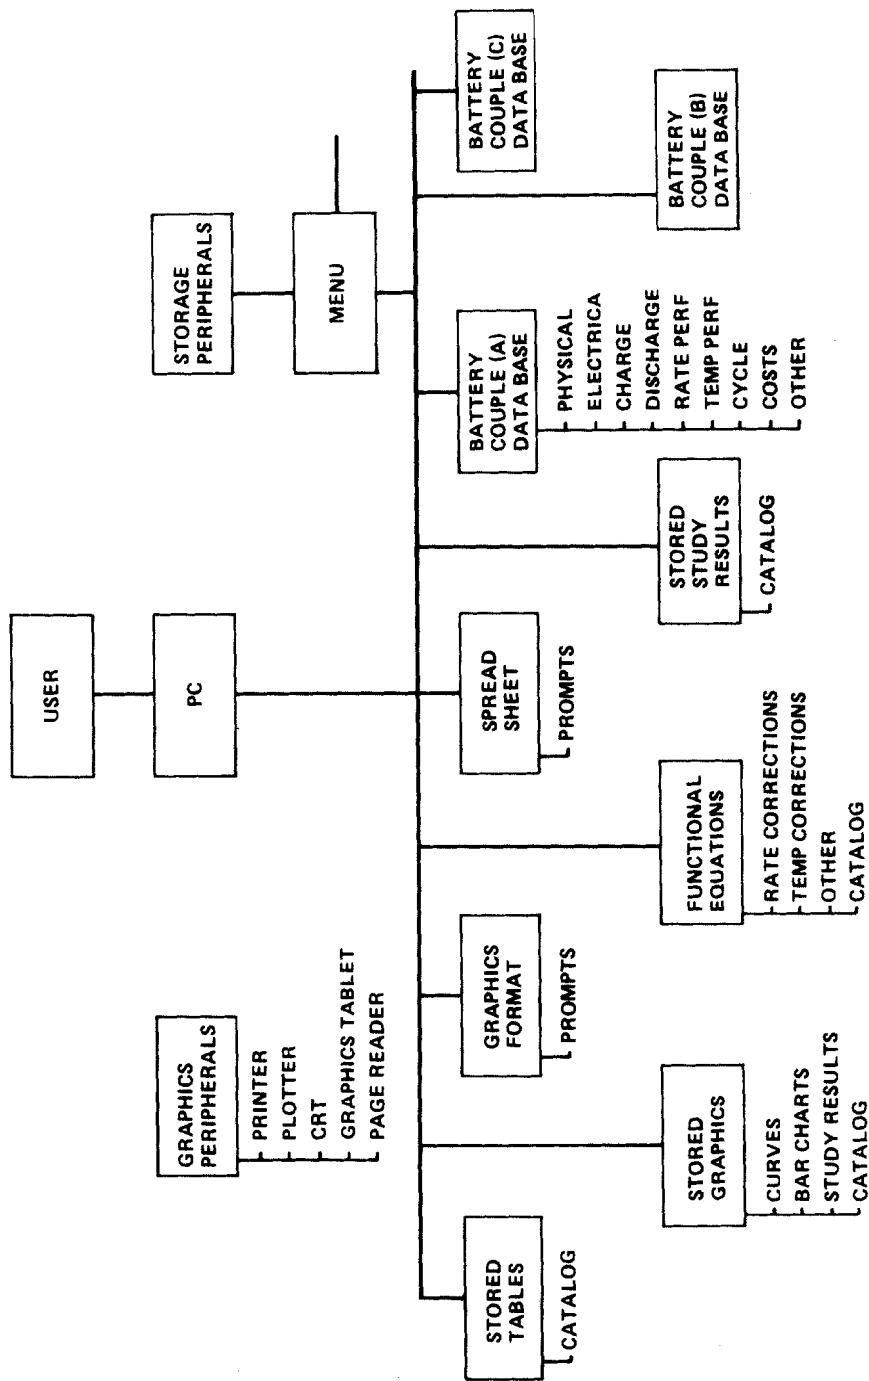 USER
PC
GRAPHICS
PERIPHERALS
PRINTER
PLOTTER
CRT
GRAPHICS TABLET
PAGE READER
STORAGE
PERIPHERALS
MENU
STORED
TABLES
CATALOG
GRAPHICS
FORMAT
PROMPTS
SPREAD
SHEET
PROMPTS
BATTERY
COUPLE (A)
DATA BASE
PHYSICAL
ELECTRICA
CHARGE
DISCHARGE
RATE PERF
TEMP PERF
CYCLE
COSTS
OTHER
BATTERY
COUPLE (C)
DATA BASE
STORED
GRAPHICS
CURVES
BAR CHARTS
STUDY RESULTS
CATALOG
FUNCTIONAL
EQUATIONS
RATE CORRECTIONS
TEMP CORRECTIONS
OTHER
CATALOG
STORED
STUDY
RESULTS
CATALOG
BATTERY
COUPLE (B)
DATA BASE